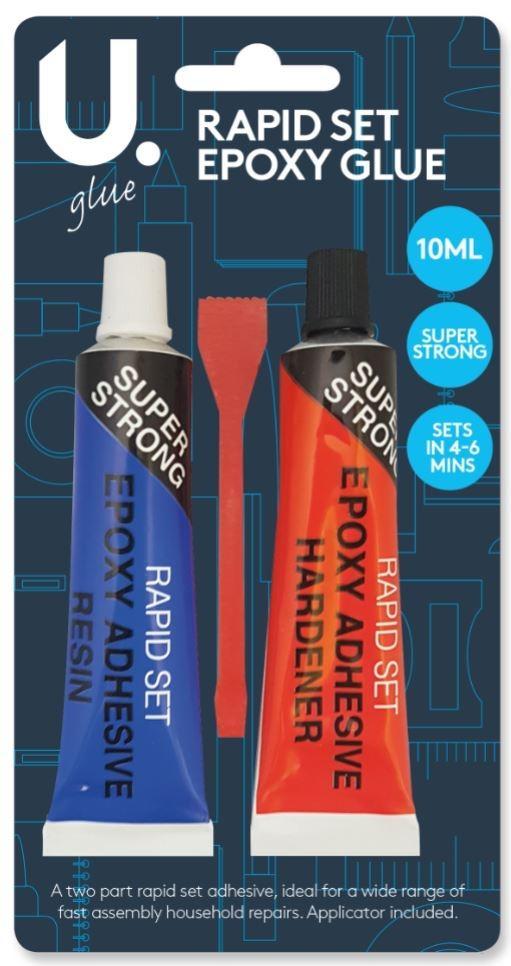 U.
glue
RAPID SET
EPOXY GLUE
10ML
SUPER
STRONG
SETS
IN 4-6
MINS
SUPER
STRONG
RAPID SET
EPOXY ADHESIVE
RESIN
SUPER
STRONG
RAPID SET
EPOXY ADHESIVE
HARDENER
A two part rapid set adhesive, ideal for a wide range of
fast assembly household repairs. Applicator included.